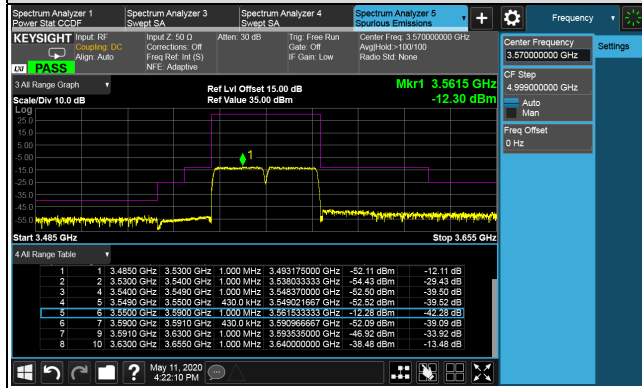 Spectrum Analyzer 1
Power Stat CCDF
Spectrum Analyzer 3
Swept SA
Spectrum Analyzer 4
Swept SA
Spectrum Analyzer 5
Spurious Emissions
Frequency
KEYSIGHT
Input: RF
Coupling: DC
Align: Auto
Input Z: 50 Ω
Corrections: Off
Freq Ref: Int (S)
NFE: Adaptive
Atten: 30 dB
Trig: Free Run
Gate: Off
IF Gain: Low
Center Freq: 3.570000000 GHz
Avg|Hold:>100/100
Radio Std: None
LXI PASS
Center Frequency
3.570000000 GHz
Settings
CF Step
4.999000000 GHz
Auto
Man
Freq Offset
0 Hz
3 All Range Graph
Ref Lvl Offset 15.00 dB
Mkr1 3.5615 GHz
Scale/Div 10.0 dB
Ref Value 35.00 dBm
-12.30 dBm
Log
25.0
15.0
5.00
-5.00
-15.0
-25.0
-35.0
-45.0
-55.0
1
Start 3.485 GHz
Stop 3.655 GHz
4 All Range Table
1 1 3.4850 GHz 3.5300 GHz 1.000 MHz 3.493175000 GHz -52.11 dBm -12.11 dB
2 2 3.5300 GHz 3.5400 GHz 1.000 MHz 3.538033333 GHz -54.43 dBm -29.43 dB
3 4 3.5400 GHz 3.5490 GHz 1.000 MHz 3.548370000 GHz -52.50 dBm -39.50 dB
4 5 3.5490 GHz 3.5500 GHz 430.0 kHz 3.549021667 GHz -52.52 dBm -39.52 dB
5 6 3.5500 GHz 3.5900 GHz 1.000 MHz 3.561533333 GHz -12.28 dBm -42.28 dB
6 7 3.5900 GHz 3.5910 GHz 430.0 kHz 3.590966667 GHz -52.09 dBm -39.09 dB
7 9 3.5910 GHz 3.6300 GHz 1.000 MHz 3.593535000 GHz -46.92 dBm -33.92 dB
8 10 3.6300 GHz 3.6550 GHz 1.000 MHz 3.640000000 GHz -38.48 dBm -13.48 dB
May 11, 2020
4:22:10 PM